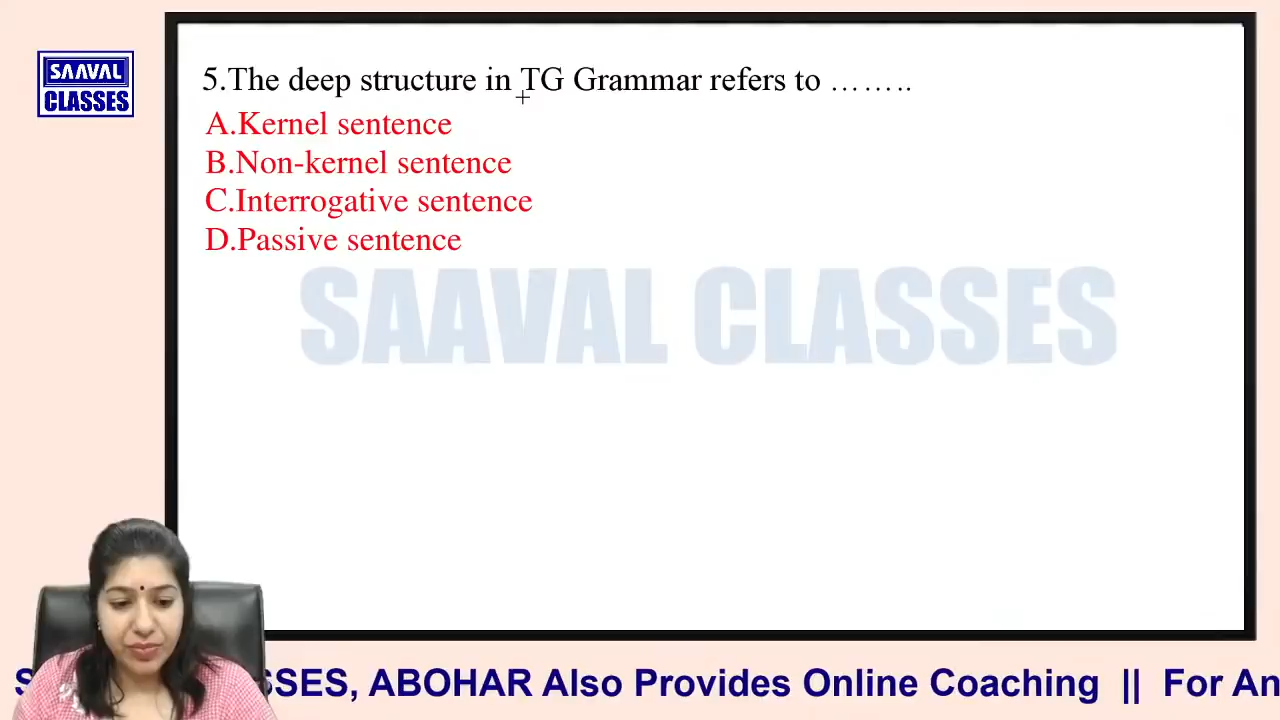 SAAVAL
CLASSES
5.The deep structure in TG Grammar refers to ……..
A.Kernel sentence
B.Non-kernel sentence
C.Interrogative sentence
D.Passive sentence
SAAVAL CLASSES
SSES, ABOHAR Also Provides Online Coaching || For An